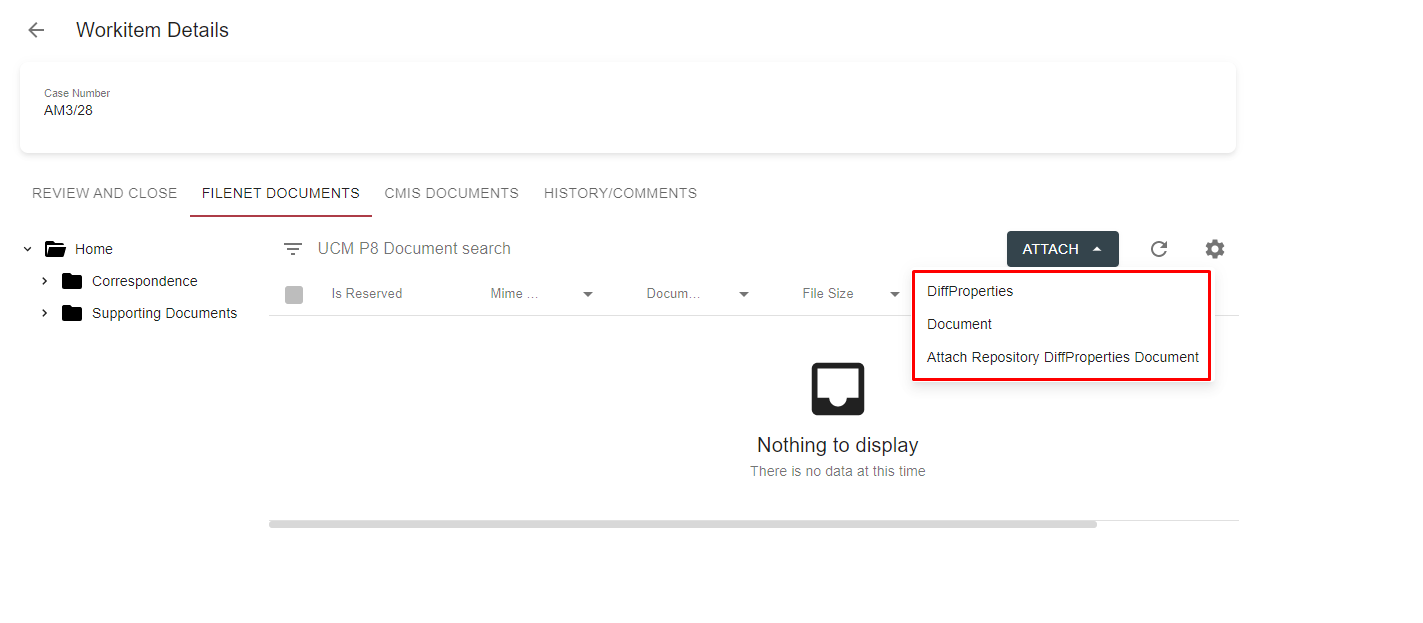 Workitem Details
Case Number
AM3/28
REVIEW AND CLOSE FILENET DOCUMENTS CMIS DOCUMENTS HISTORY/COMMENTS
Home
Correspondence
Supporting Documents
UCM P8 Document search
ATTACH
Is Reserved Mime ... Docum... File Size
DiffProperties
Document
Attach Repository DiffProperties Document
Nothing to display
There is no data at this time